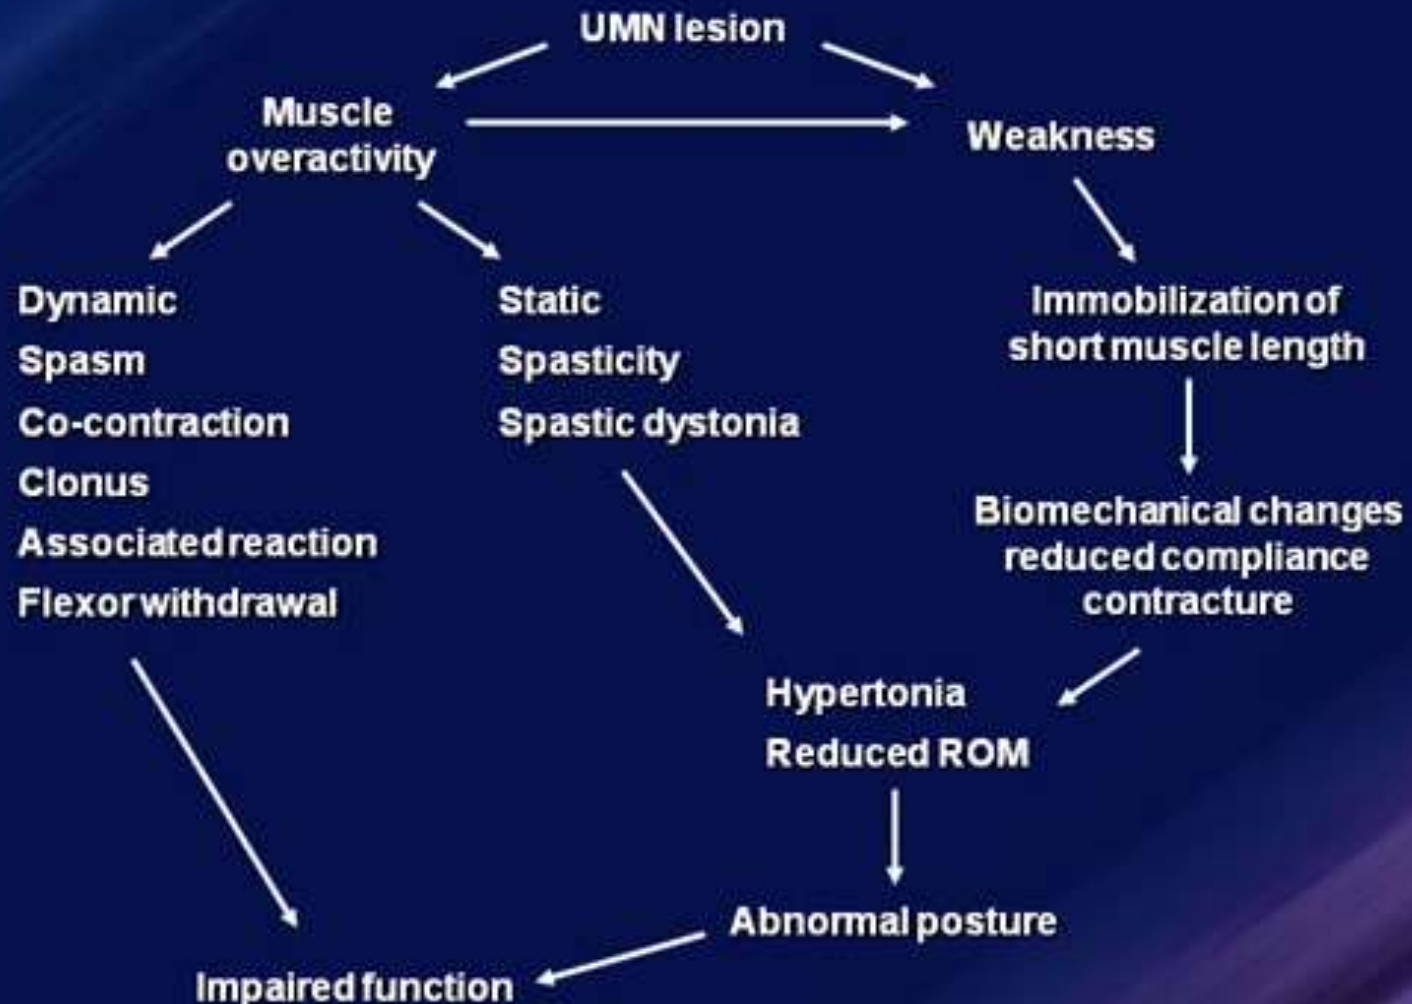 UMN lesion
Muscle
overactivity
Weakness
Dynamic
Spasm
Co-contraction
Clonus
Associated reaction
Flexor withdrawal
Static
Spasticity
Spastic dystonia
Immobilization of
short muscle length
Biomechanical changes
reduced compliance
contracture
Hypertonia
Reduced ROM
Abnormal posture
Impaired function